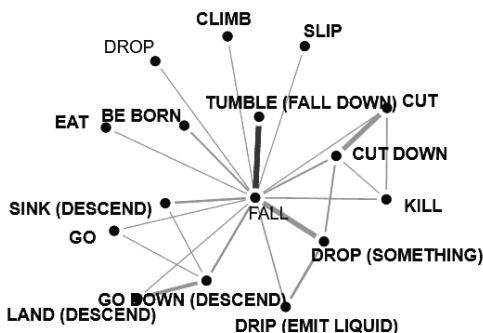 CLIMB
SLIP
DROP
TUMBLE (FALL DOWN)
CUT
EAT
BE BORN
CUT DOWN
SINK (DESCEND)
FALL
KILL
GO
DROP (SOMETHING)
GO DOWN (DESCEND)
LAND (DESCEND)
DRIP (EMIT LIQUID)